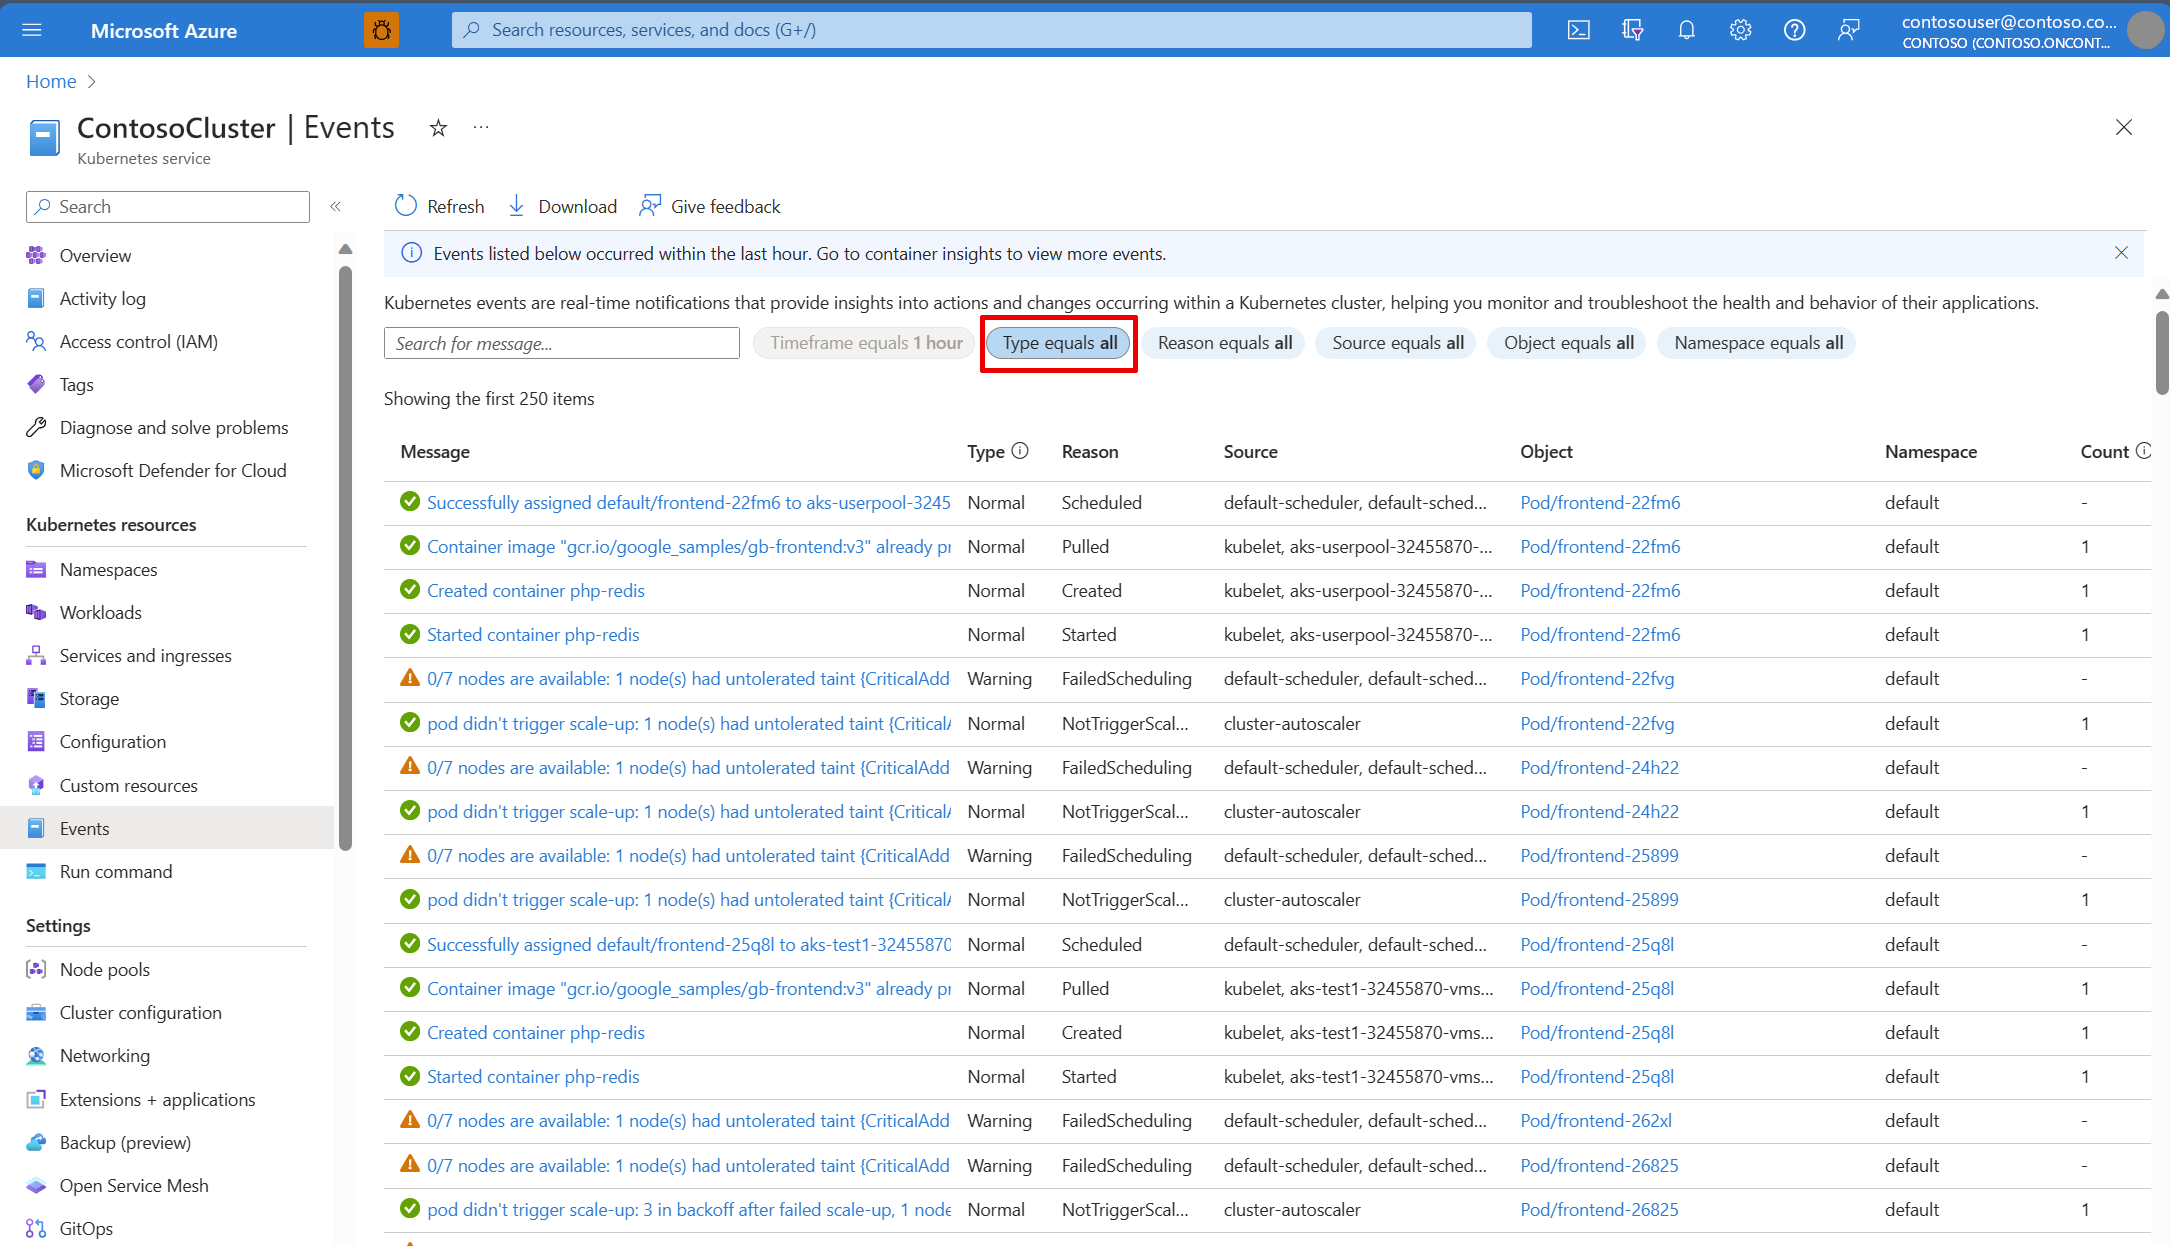 Microsoft Azure
Search resources, services, and docs (G+/)
contosouser@contoso.co...
CONTOSO (CONTOSO.ONCONT...
Home
ContosoCluster | Events
...
Kubernetes service
Search
«
Overview
Activity log
Access control (IAM)
Tags
Diagnose and solve problems
Microsoft Defender for Cloud
Kubernetes resources
Namespaces
Workloads
Services and ingresses
Storage
Configuration
Custom resources
Events
Run command
Settings
Node pools
Cluster configuration
Networking
Extensions + applications
Backup (preview)
Open Service Mesh
GitOps
Refresh Download Give feedback
Events listed below occurred within the last hour. Go to container insights to view more events.
Kubernetes events are real-time notifications that provide insights into actions and changes occurring within a Kubernetes cluster, helping you monitor and troubleshoot the health and behavior of their applications.
Search for message... Timeframe equals 1 hour Type equals all Reason equals all Source equals all Object equals all Namespace equals all
Showing the first 250 items
Message Type Reason Source Object Namespace Count
Successfully assigned default/frontend-22fm6 to aks-userpool-3245 Normal Scheduled default-scheduler, default-sched... Pod/frontend-22fm6 default -
Container image "gcr.io/google_samples/gb-frontend:v3" already pr Normal Pulled kubelet, aks-userpool-32455870-... Pod/frontend-22fm6 default 1
Created container php-redis Normal Created kubelet, aks-userpool-32455870-... Pod/frontend-22fm6 default 1
Started container php-redis Normal Started kubelet, aks-userpool-32455870-... Pod/frontend-22fm6 default 1
0/7 nodes are available: 1 node(s) had untolerated taint {CriticalAdd Warning FailedScheduling default-scheduler, default-sched... Pod/frontend-22fvg default -
pod didn't trigger scale-up: 1 node(s) had untolerated taint {CriticalA Normal NotTriggerScal... cluster-autoscaler Pod/frontend-22fvg default 1
0/7 nodes are available: 1 node(s) had untolerated taint {CriticalAdd Warning FailedScheduling default-scheduler, default-sched... Pod/frontend-24h22 default -
pod didn't trigger scale-up: 1 node(s) had untolerated taint {CriticalA Normal NotTriggerScal... cluster-autoscaler Pod/frontend-24h22 default 1
0/7 nodes are available: 1 node(s) had untolerated taint {CriticalAdd Warning FailedScheduling default-scheduler, default-sched... Pod/frontend-25899 default -
pod didn't trigger scale-up: 1 node(s) had untolerated taint {CriticalA Normal NotTriggerScal... cluster-autoscaler Pod/frontend-25899 default 1
Successfully assigned default/frontend-25q8l to aks-test1-32455870 Normal Scheduled default-scheduler, default-sched... Pod/frontend-25q8l default -
Container image "gcr.io/google_samples/gb-frontend:v3" already pr Normal Pulled kubelet, aks-test1-32455870-vms... Pod/frontend-25q8l default 1
Created container php-redis Normal Created kubelet, aks-test1-32455870-vms... Pod/frontend-25q8l default 1
Started container php-redis Normal Started kubelet, aks-test1-32455870-vms... Pod/frontend-25q8l default 1
0/7 nodes are available: 1 node(s) had untolerated taint {CriticalAdd Warning FailedScheduling default-scheduler, default-sched... Pod/frontend-262xl default -
0/7 nodes are available: 1 node(s) had untolerated taint {CriticalAdd Warning FailedScheduling default-scheduler, default-sched... Pod/frontend-26825 default -
pod didn't trigger scale-up: 3 in backoff after failed scale-up, 1 node Normal NotTriggerScal... cluster-autoscaler Pod/frontend-26825 default 1